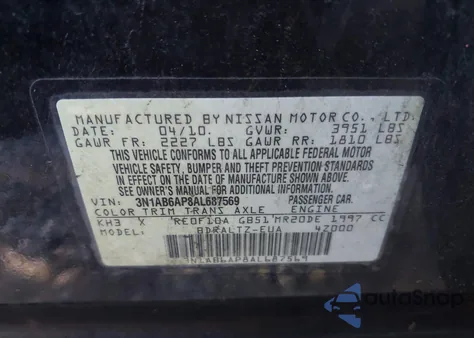 MANUFACTURED BY NISSAN MOTOR CO., LTD.
DATE: 04/10. GVWR: 3951 LBS
GAWR FR: 2227 LBS GAWR RR: 1810 LBS
THIS VEHICLE CONFORMS TO ALL APPLICABLE FEDERAL MOTOR
VEHICLE SAFETY, BUMPER AND THEFT PREVENTION STANDARDS
IN EFFECT ON THE DATE OF MANUFACTURE SHOWN ABOVE.
SEE OWNER'S MANUAL FOR ADDITIONAL INFORMATION.
VIN: 3N1AB6AP8AL687569 PASSENGER CAR.
COLOR TRIM TRANS AXLE ENGINE
KH3 X RE0F10A GB51 MR20DE 1997 CC
MODEL: BDRALTZ-EUA 4Z000
3N1AB6AP8AL687569
autoSnap